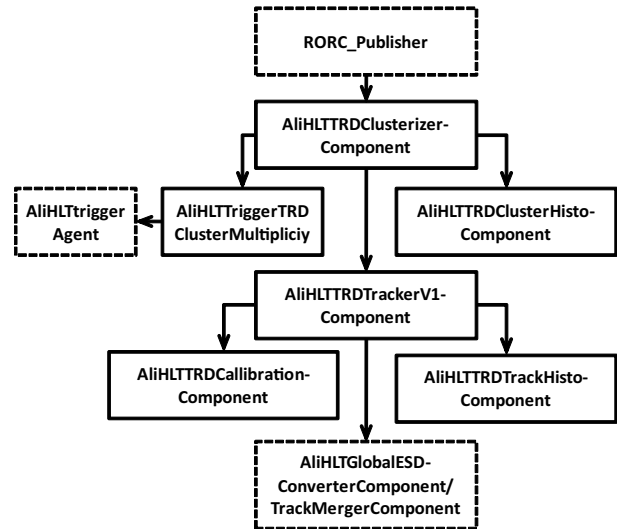 RORC_Publisher
AliHLTTRDClusterizer-
Component
AliHLTtrigger
Agent
AliHLTTriggerTRD
ClusterMultipliciy
AliHLTTRDClusterHisto-
Component
AliHLTTRDTrackerV1-
Component
AliHLTTRDCallibration-
Component
AliHLTTRDTrackHisto-
Component
AliHLTGlobalESD-
ConverterComponent/
TrackMergerComponent